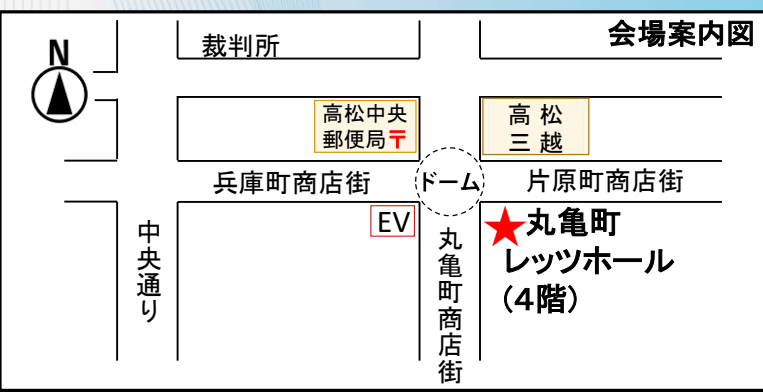 会場案内図
N
裁判所
高松中央
郵便局〒
高松
三越
兵庫町商店街
ドーム
片原町商店街
EV
★丸亀町
レッツホール
(4階)
中央通り
丸亀町商店街